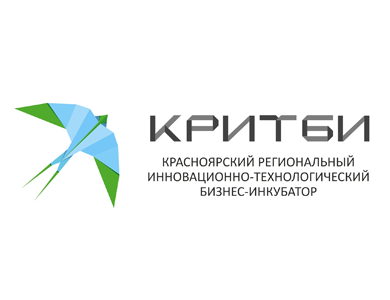 КРИТБИ
КРАСНОЯРСКИЙ РЕГИОНАЛЬНЫЙ
ИННОВАЦИОННО-ТЕХНОЛОГИЧЕСКИЙ
БИЗНЕС-ИНКУБАТОР